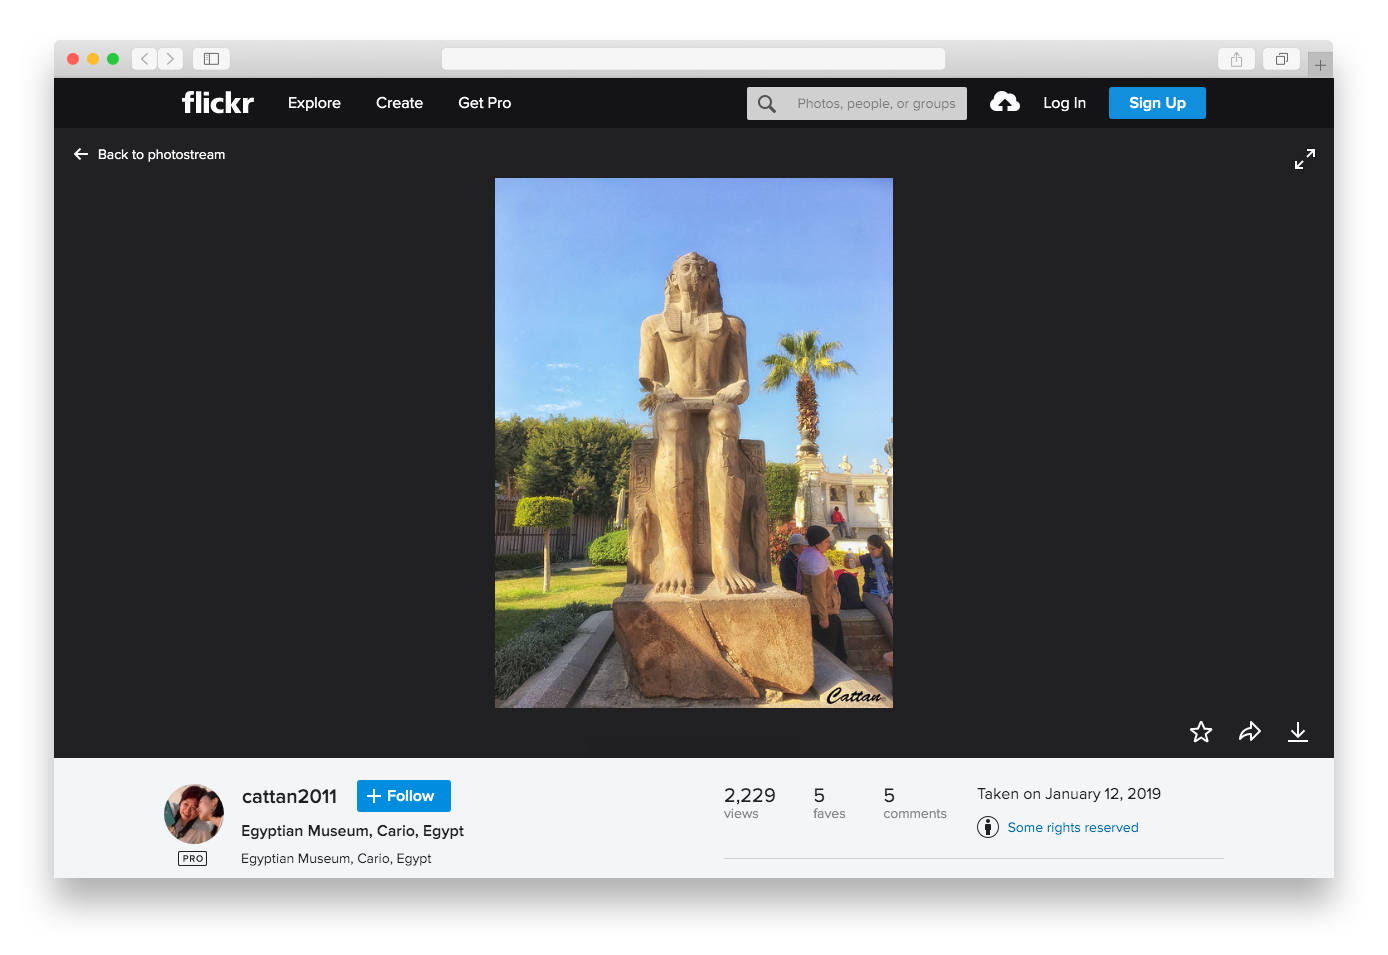 flickr Explore Create Get Pro Photos, people, or groups Log In Sign Up
Back to photostream
Cattan
cattan2011 + Follow
Egyptian Museum, Cario, Egypt
PRO Egyptian Museum, Cario, Egypt
2,229 5 5
views faves comments
Taken on January 12, 2019
Some rights reserved